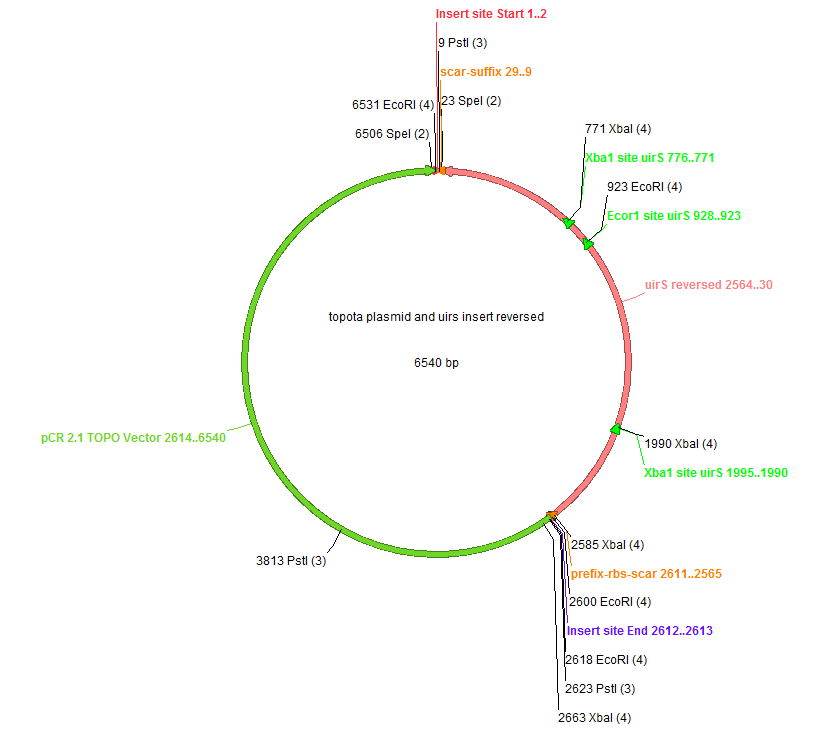 Insert site Start 1..2
9 PstI (3)
scar-suffix 29..9
6531 EcoRI (4)
23 SpeI (2)
6506 SpeI (2)
771 XbaI (4)
Xba1 site uirS 776..771
923 EcoRI (4)
Ecor1 site uirS 928..923
uirS reversed 2564..30
topota plasmid and uirs insert reversed
6540 bp
pCR 2.1 TOPO Vector 2614..6540
1990 XbaI (4)
Xba1 site uirS 1995..1990
2585 XbaI (4)
3813 PstI (3)
prefix-rbs-scar 2611..2565
2600 EcoRI (4)
Insert site End 2612..2613
2618 EcoRI (4)
2623 PstI (3)
2663 XbaI (4)